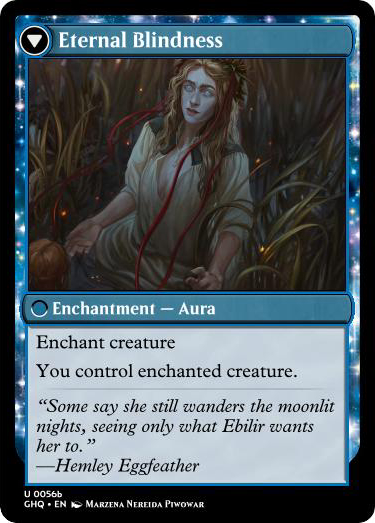 Eternal Blindness
Enchantment — Aura
Enchant creature
You control enchanted creature.
“Some say she still wanders the moonlit
nights, seeing only what Ebilir wants
her to.”
—Hemley Eggfeather
U 0056b
GHQ • EN Marzena Nereida Piwowar